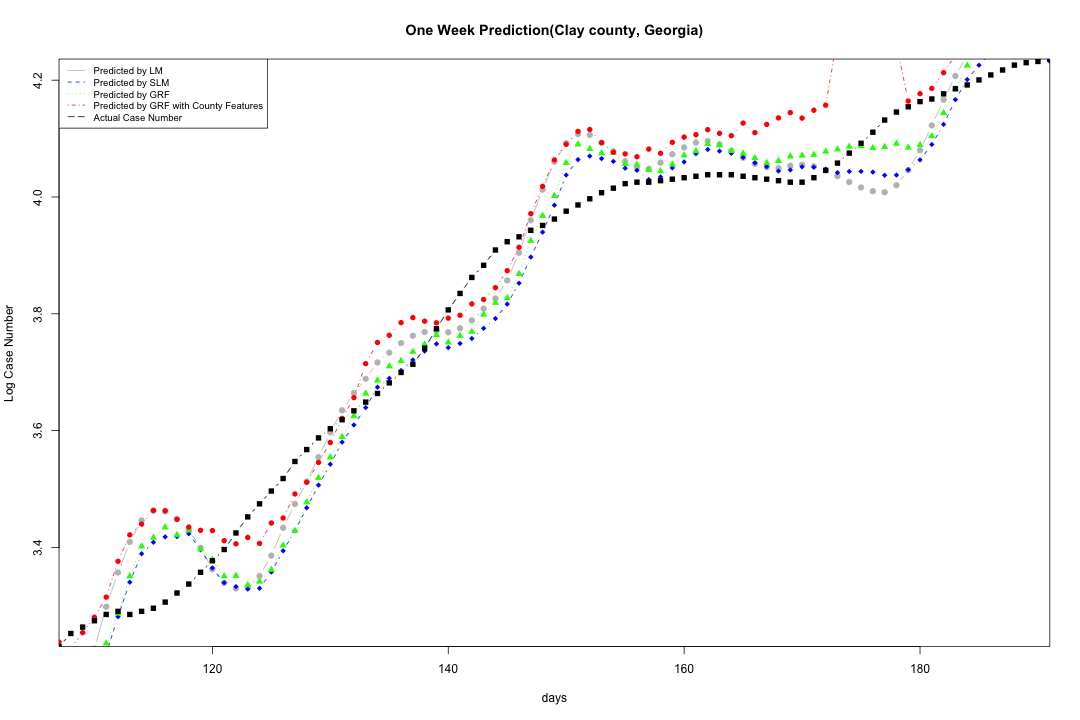 One Week Prediction(Clay county, Georgia)
Predicted by LM
Predicted by SLM
Predicted by GRF
Predicted by GRF with County Features
Actual Case Number
4.2
4.0
3.8
3.6
3.4
Log Case Number
120 140 160 180
days